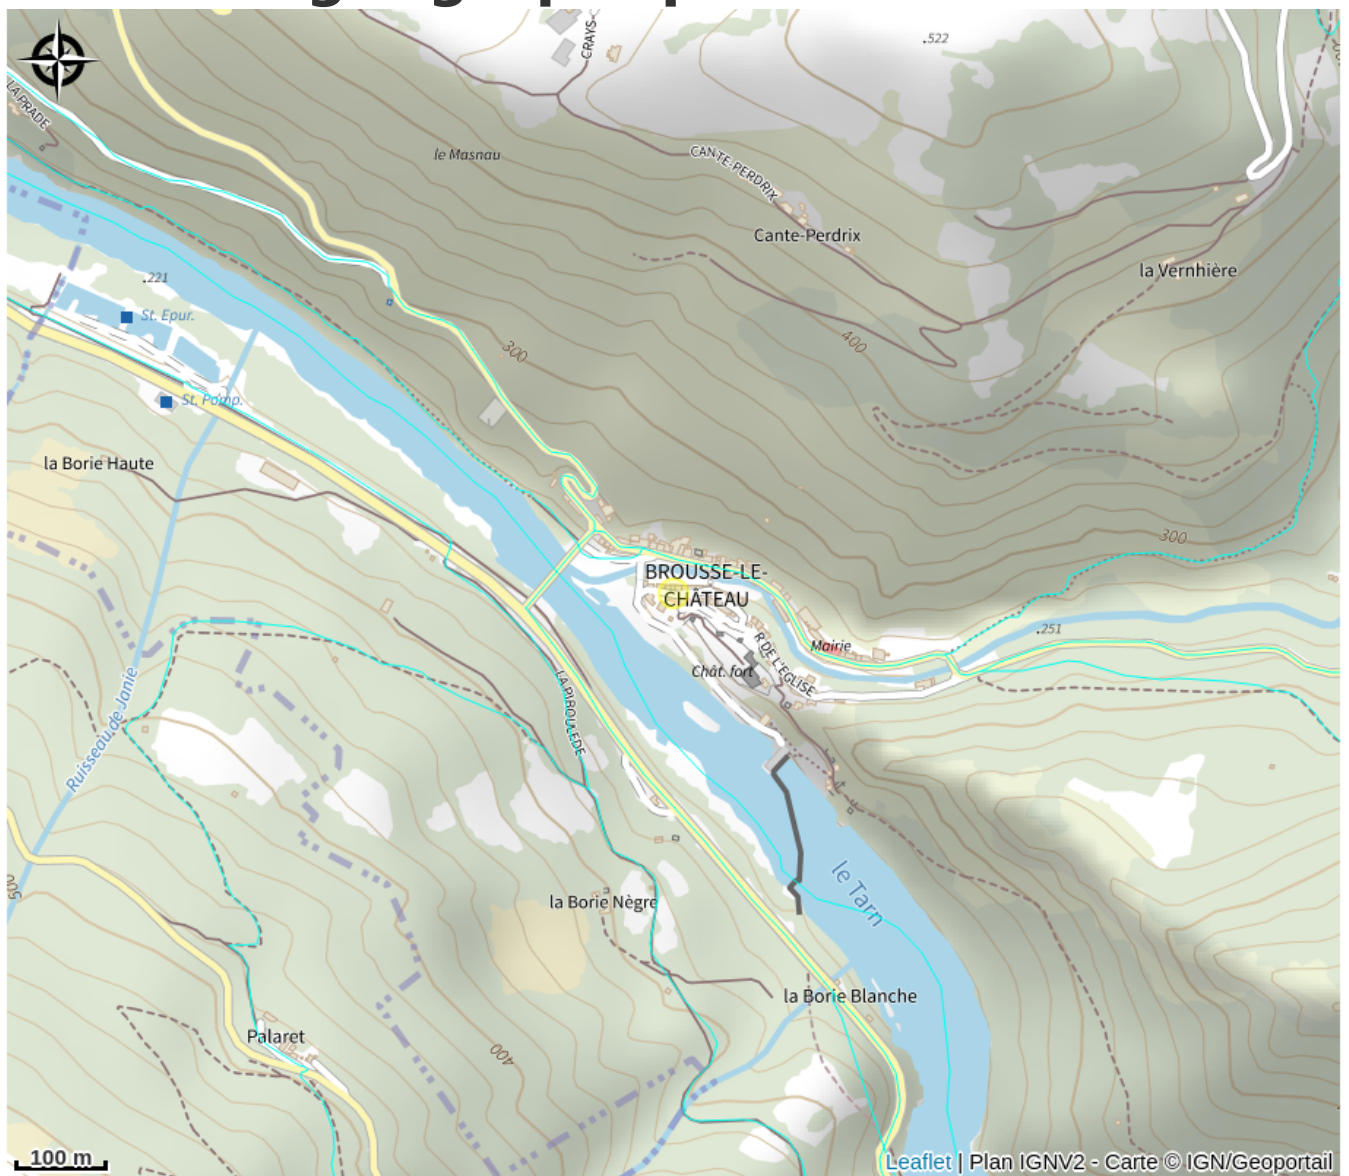 CRAYS-
.522
LA PRADE
le Masnau
CANTE-PERDRIX
Cante-Perdrix
la Vernhière
.221
St. Epur.
300
400
St. Pomp.
la Borie Haute
300
BROUSSE-LE-
CHÂTEAU
.251
Mairie
R DE L'EGLISE
Chât. fort
LA PIBOULEDE
Ruisseau de Janie
le Tarn
500
la Borie Nègre
la Borie Blanche
Palaret
400
100 m
Leaflet | Plan IGNV2 - Carte © IGN/Geoportail